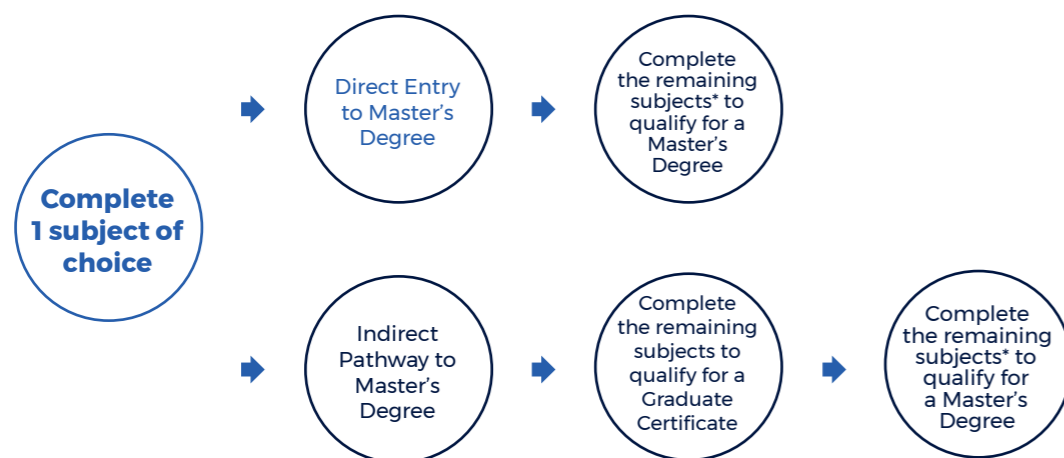 Complete
1 subject of
choice
Direct Entry
to Master's
Degree
Complete
the remaining
subjects* to
qualify for a
Master's
Degree
Indirect
Pathway to
Master's
Degree
Complete
the remaining
subjects to
qualify for a
Graduate
Certificate
Complete
the remaining
subjects* to
qualify for
a Master's
Degree